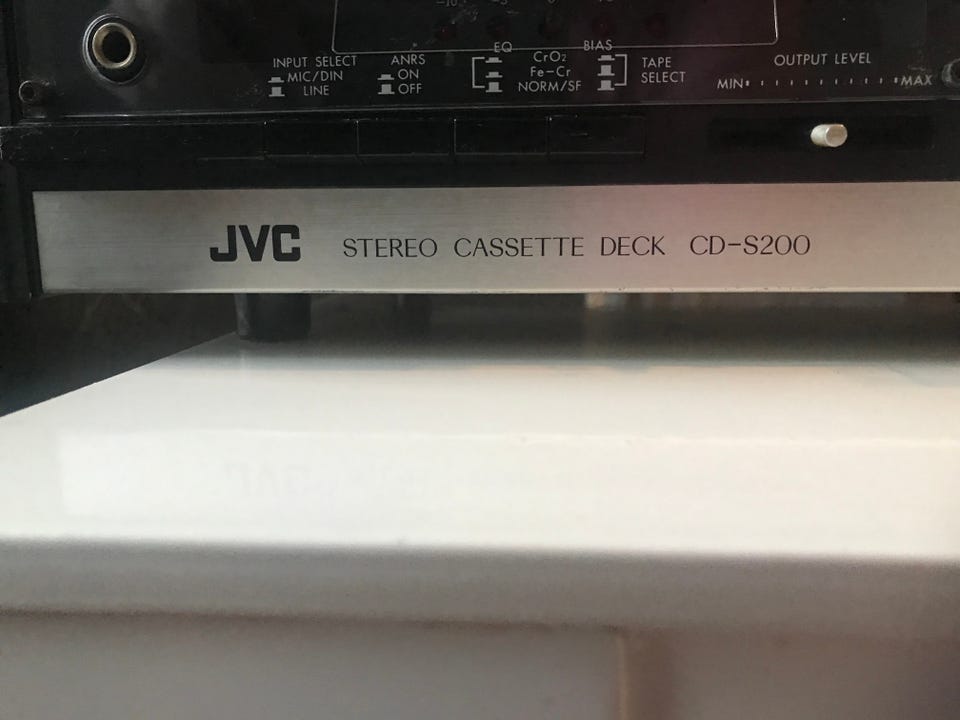 INPUT SELECT
MIC/DIN
LINE
ANRS
ON
OFF
EQ
BIAS
CrO2
Fe-Cr
NORM/SF
TAPE
SELECT
OUTPUT LEVEL
MIN
MAX
JVC STEREO CASSETTE DECK CD-S200